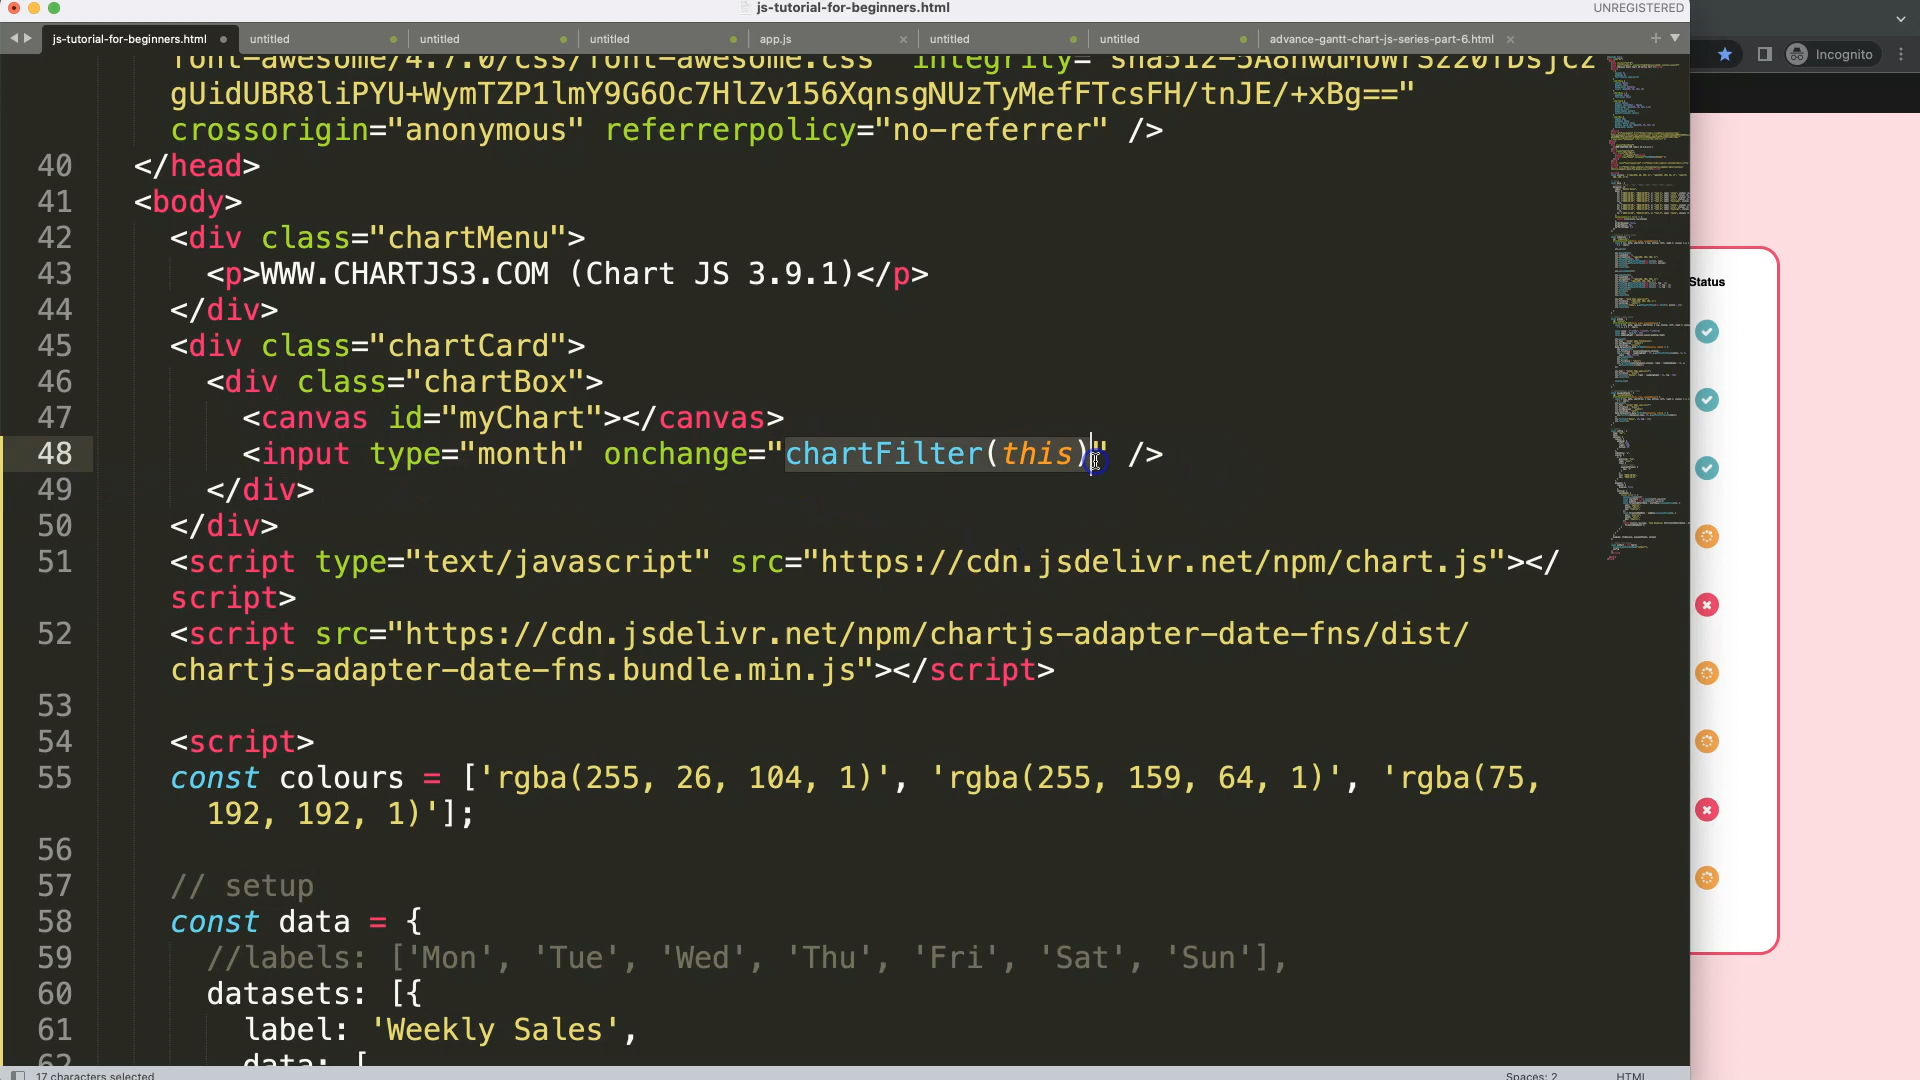 js-tutorial-for-beginners.html
UNREGISTERED
js-tutorial-for-beginners.html untitled untitled untitled app.js untitled untitled advance-gantt-chart-js-series-part-6.html
Incognito
gUidUBR8liPYU+WymTZP1lmY9G6Oc7HlZv156XqnsgNUzTyMefFTcsFH/tnJE/+xBg=="
crossorigin="anonymous" referrerpolicy="no-referrer" />
40 </head>
41 <body>
42 <div class="chartMenu">
43 <p>WWW.CHARTJS3.COM (Chart JS 3.9.1)</p>
44 </div>
45 <div class="chartCard">
46 <div class="chartBox">
47 <canvas id="myChart"></canvas>
48 <input type="month" onchange="chartFilter(this)" />
49 </div>
50 </div>
51 <script type="text/javascript" src="https://cdn.jsdelivr.net/npm/chart.js"></
script>
52 <script src="https://cdn.jsdelivr.net/npm/chartjs-adapter-date-fns/dist/
chartjs-adapter-date-fns.bundle.min.js"></script>
53
54 <script>
55 const colours = ['rgba(255, 26, 104, 1)', 'rgba(255, 159, 64, 1)', 'rgba(75,
192, 192, 1)'];
56
57 // setup
58 const data = {
59 //labels: ['Mon', 'Tue', 'Wed', 'Thu', 'Fri', 'Sat', 'Sun'],
60 datasets: [{
61 label: 'Weekly Sales',
62 data: [
Status
17 characters selected
Spaces: 2
HTML